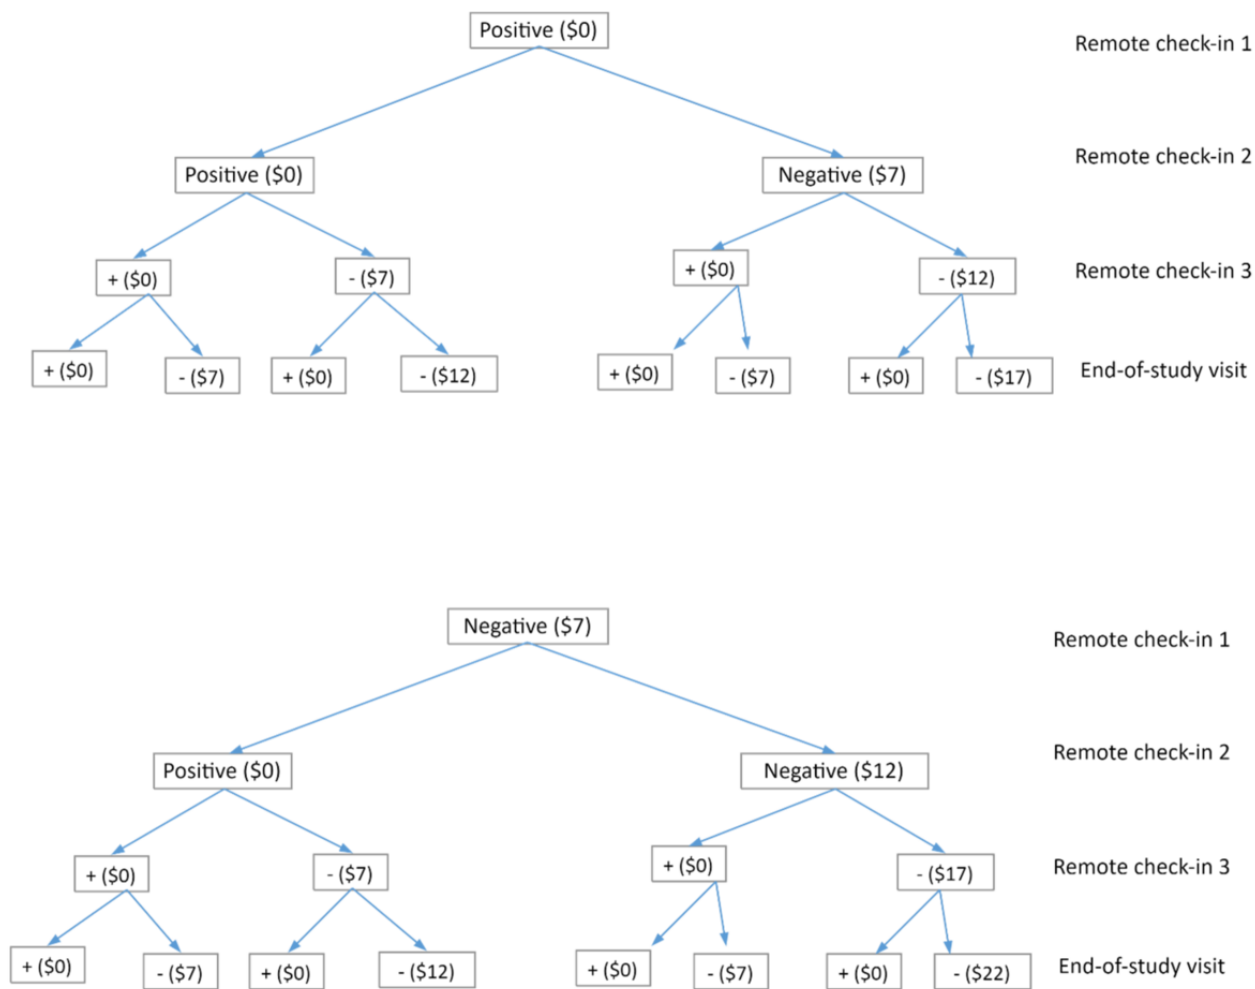 Positive ($0)
Remote check-in 1
Positive ($0)
Negative ($7)
Remote check-in 2
+ ($0)
- ($7)
+ ($0)
- ($12)
Remote check-in 3
+ ($0)
- ($7)
+ ($0)
- ($12)
+ ($0)
- ($7)
+ ($0)
- ($17)
End-of-study visit
Negative ($7)
Remote check-in 1
Positive ($0)
Negative ($12)
Remote check-in 2
+ ($0)
- ($7)
+ ($0)
- ($17)
Remote check-in 3
+ ($0)
- ($7)
+ ($0)
- ($12)
+ ($0)
- ($7)
+ ($0)
- ($22)
End-of-study visit